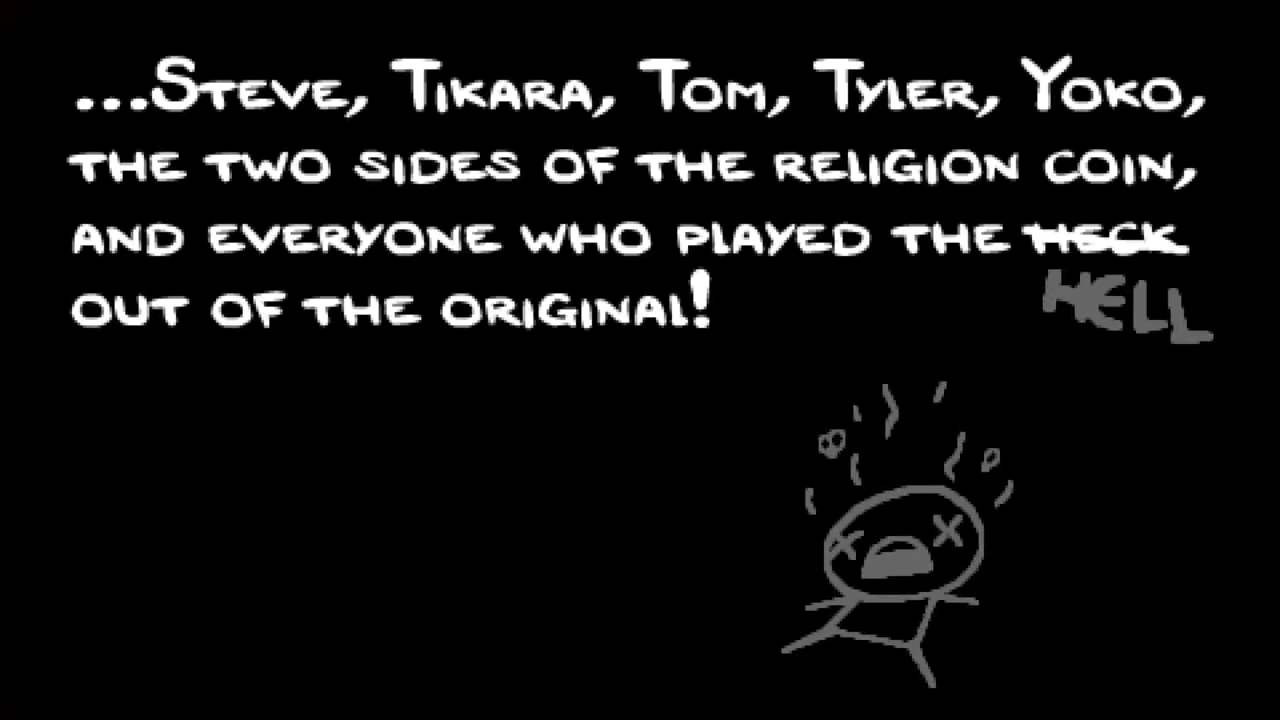 ...Steve, Tikara, Tom, Tyler, Yoko,
the two sides of the religion coin,
and everyone who played the heck
out of the original!
HELL